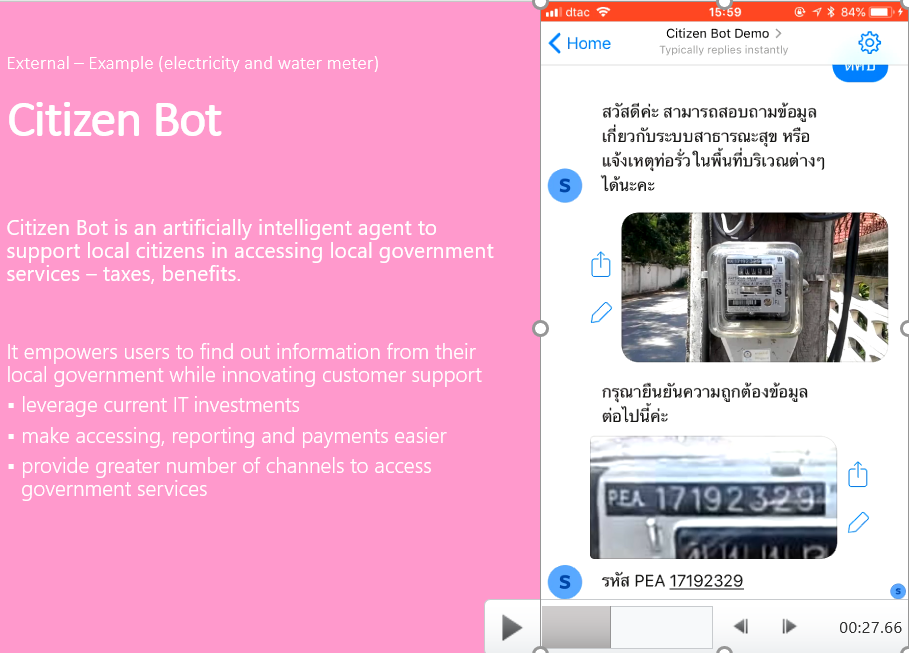 External – Example (electricity and water meter)
Citizen Bot
Citizen Bot is an artificially intelligent agent to
support local citizens in accessing local government
services – taxes, benefits.
It empowers users to find out information from their
local government while innovating customer support
▪ leverage current IT investments
▪ make accessing, reporting and payments easier
▪ provide greater number of channels to access
government services
dtac 15:59 84%
Home
Citizen Bot Demo >
Typically replies instantly
สวัสดีค่ะ สามารถสอบถามข้อมูล
เกี่ยวกับระบบสาธารณะสุข หรือ
แจ้งเหตุท่อรั่ว ในพื้นที่บริเวณต่างๆ
ได้นะคะ
S
กรุณายืนยันความถูกต้องข้อมูล
ต่อไปนี้ค่ะ
PEA 17192329
S
รหัส PEA 17192329
S
00:27.66